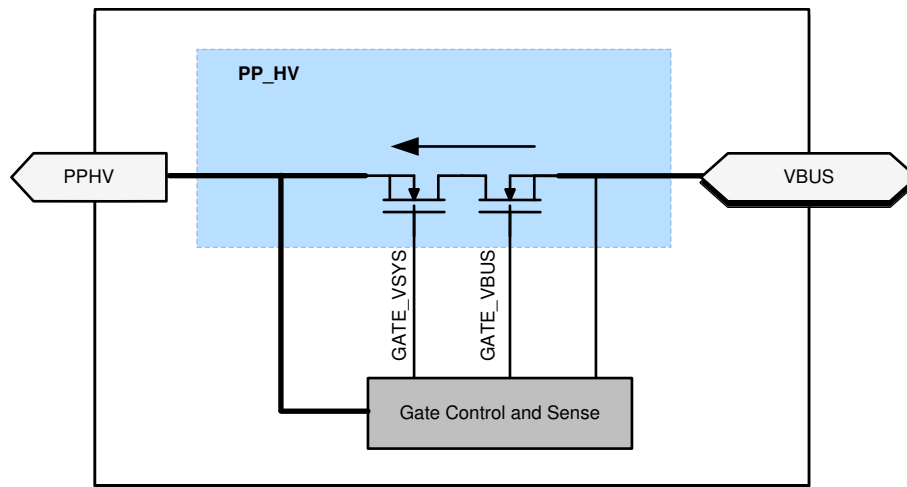 PP_HV
PPHV
VBUS
GATE_VSYS
GATE_VBUS
Gate Control and Sense